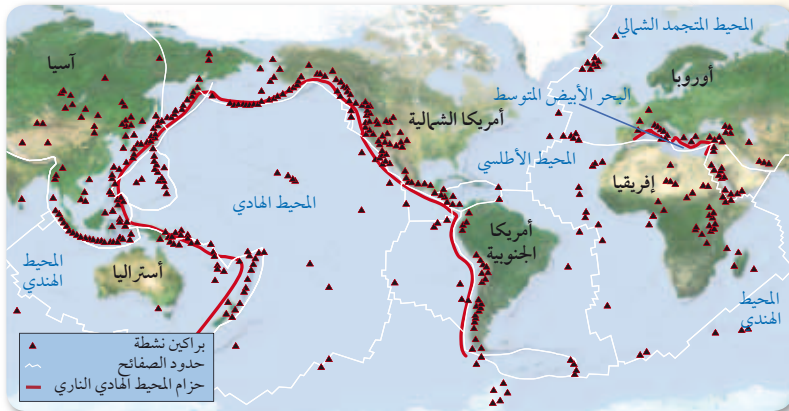 المحيط المتجمد الشمالي
آسيا
أوروبا
البحر الأبيض المتوسط
أمريكا الشمالية
المحيط الأطلسي
إفريقيا
المحيط الهادي
أمريكا
الجنوبية
المحيط
الهندي
أستراليا
المحيط
الهندي
براكين نشطة
حدود الصفائح
حزام المحيط الهادي الناري